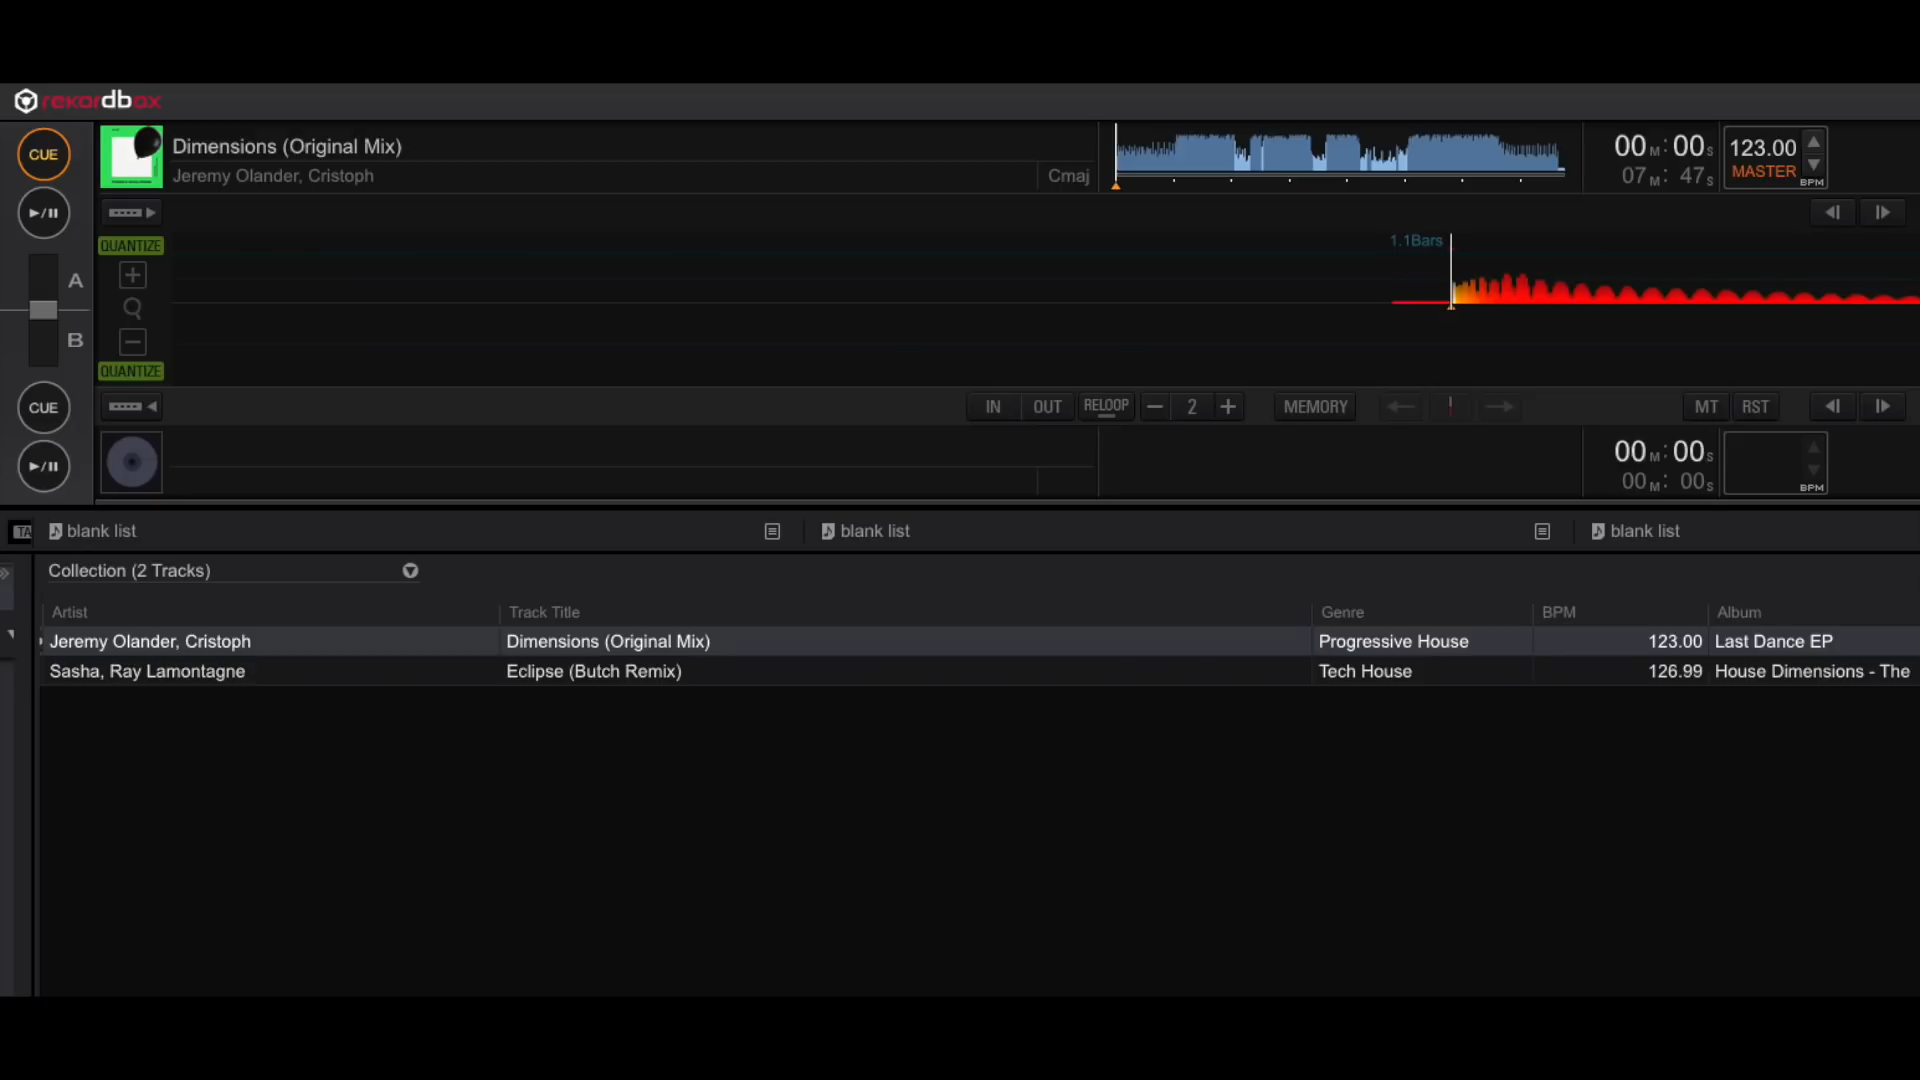 rekordbox
CUE
Dimensions (Original Mix)
Jeremy Olander, Cristoph
Cmaj
00M:00S
07M:47S
123.00
MASTER
BPM
QUANTIZE
1.1Bars
A
B
QUANTIZE
CUE
IN
OUT
RELOOP
2
MEMORY
MT
RST
00M:00S
00M:00S
BPM
TA
blank list
blank list
blank list
Collection (2 Tracks)
Artist
Track Title
Genre
BPM
Album
Jeremy Olander, Cristoph
Dimensions (Original Mix)
Progressive House
123.00
Last Dance EP
Sasha, Ray Lamontagne
Eclipse (Butch Remix)
Tech House
126.99
House Dimensions - The